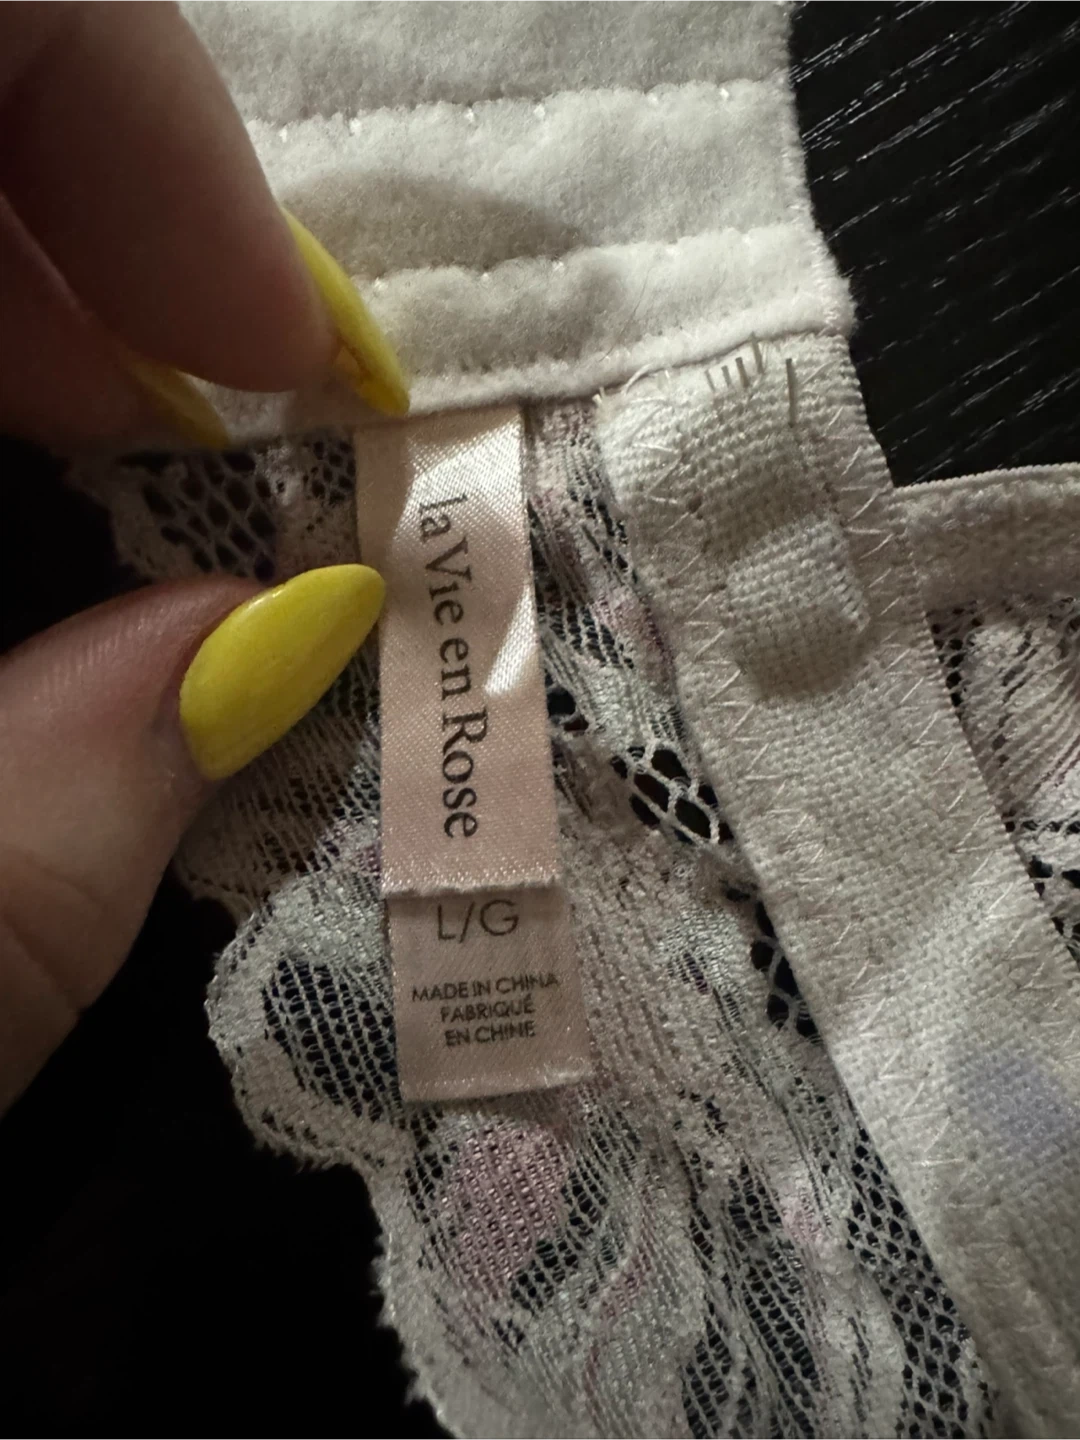 la Vie en Rose
L/G
MADE IN CHINA
FABRIQUÉ
EN CHINE